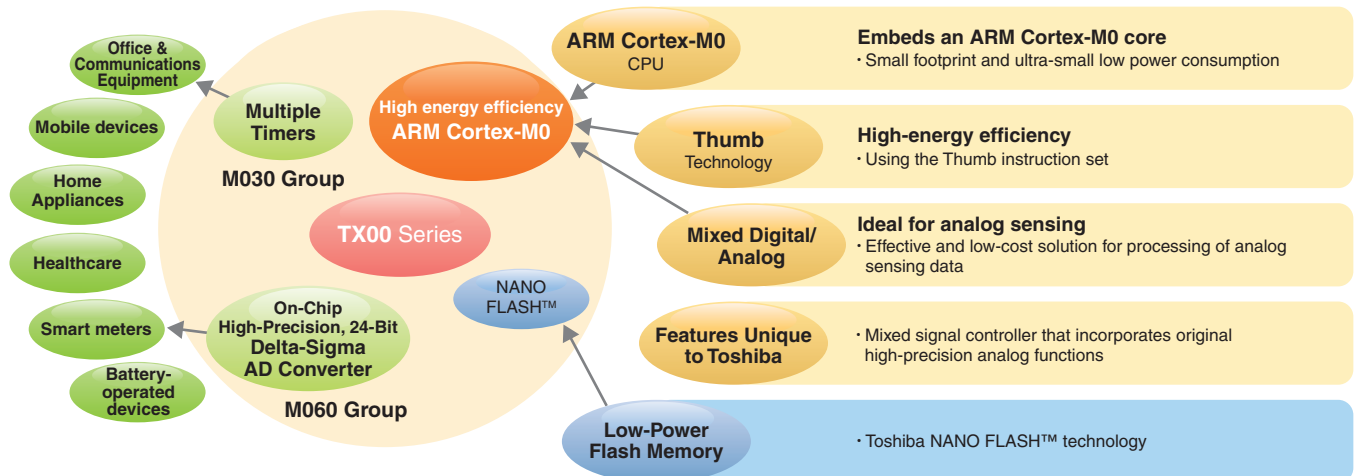 Office &
Communications
Equipment
Mobile devices
Home
Appliances
Healthcare
Smart meters
Battery-
operated
devices
Multiple
Timers
M030 Group
High energy efficiency
ARM Cortex-M0
TX00 Series
NANO
FLASH™
On-Chip
High-Precision, 24-Bit
Delta-Sigma
AD Converter
M060 Group
ARM Cortex-M0
CPU
Embeds an ARM Cortex-M0 core
・Small footprint and ultra-small low power consumption
Thumb
Technology
High-energy efficiency
・Using the Thumb instruction set
Mixed Digital/
Analog
Ideal for analog sensing
・Effective and low-cost solution for processing of analog
sensing data
Features Unique
to Toshiba
・Mixed signal controller that incorporates original
high-precision analog functions
Low-Power
Flash Memory
・Toshiba NANO FLASH™ technology